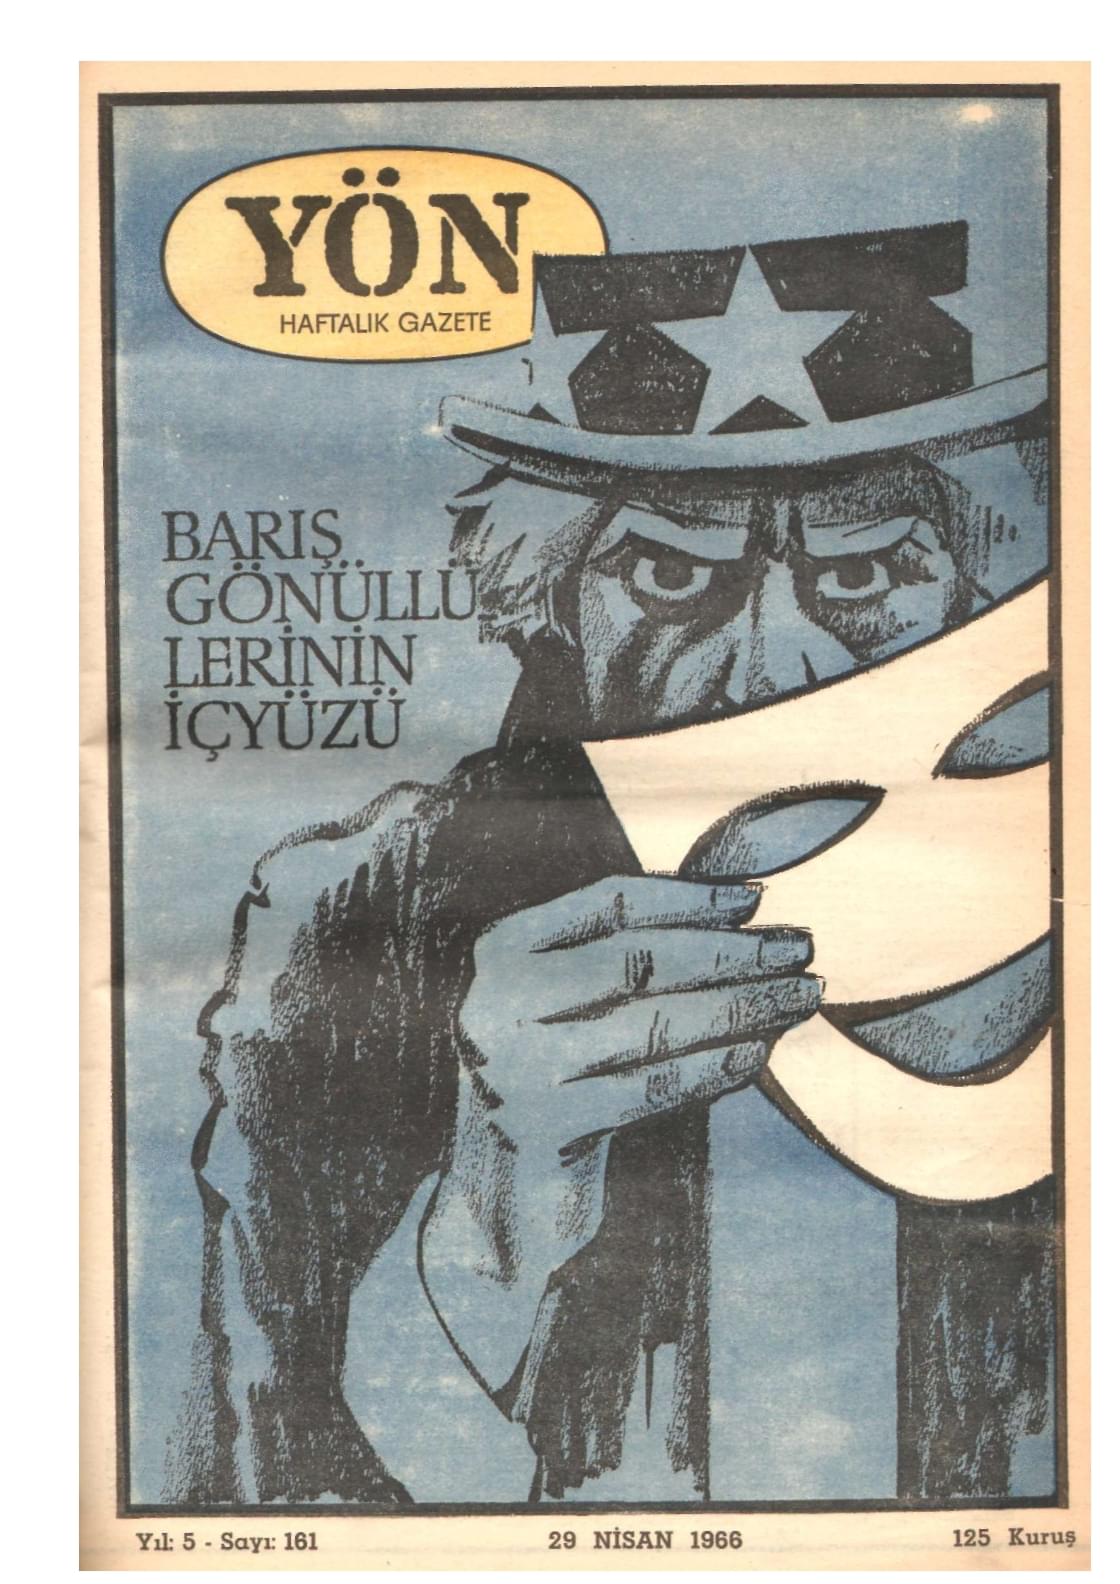 YÖN
HAFTALIK GAZETE
BARIŞ
GÖNÜLLÜ
LERİNİN
İÇYÜZÜ
Yıl: 5 - Sayı: 161
29 NİSAN 1966
125 Kuruş